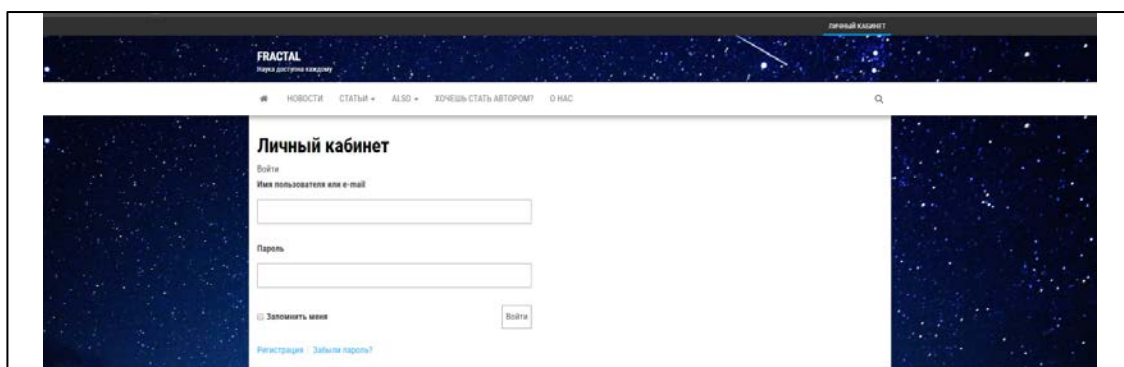 ЛИЧНЫЙ КАБИНЕТ
FRACTAL
Наука доступна каждому
НОВОСТИ СТАТЬИ ALSO ХОЧЕШЬ СТАТЬ АВТОРОМ? О НАС
Личный кабинет
Войти
Имя пользователя или e-mail
Пароль
Запомнить меня Войти
Регистрация | Забыли пароль?